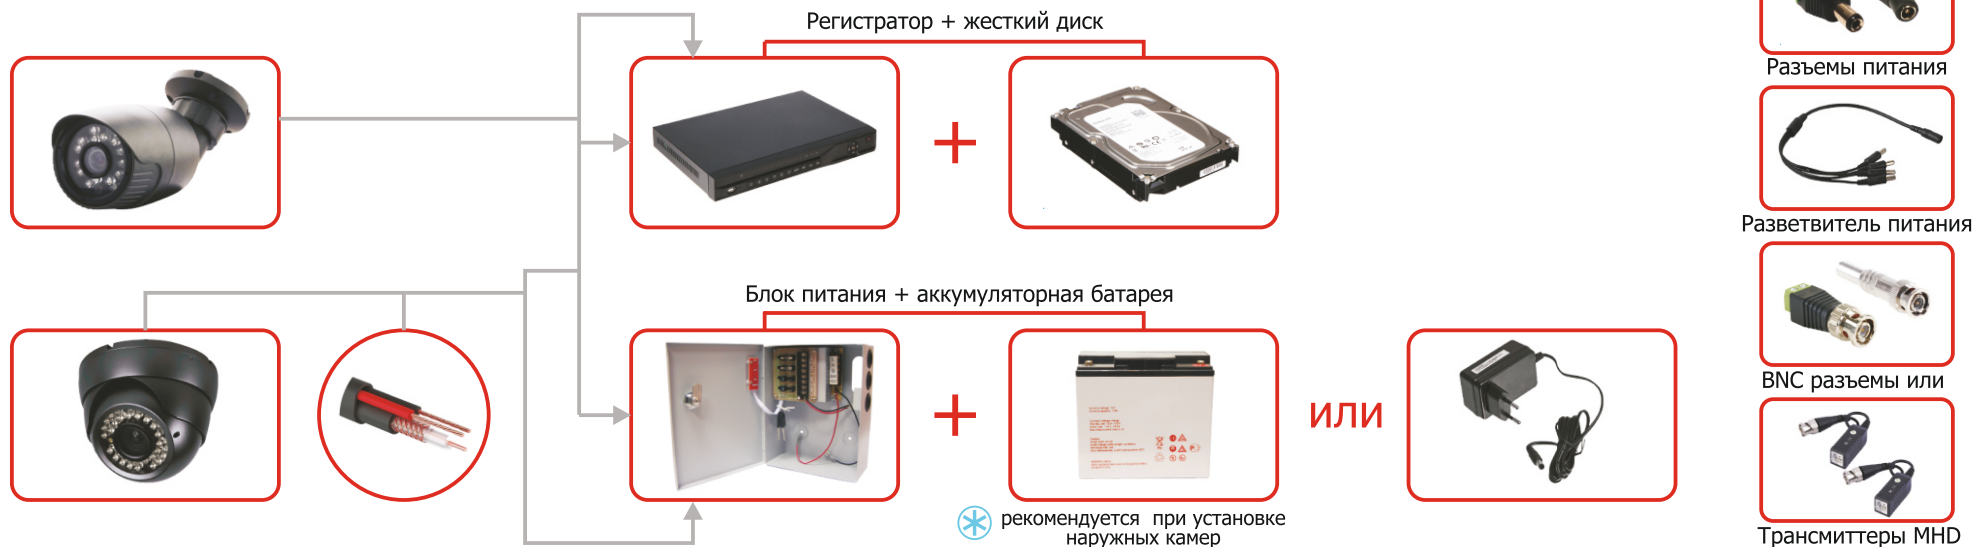 Регистратор + жесткий диск
Разъемы питания
Разветвитель питания
Блок питания + аккумуляторная батарея
или
рекомендуется при установке
наружных камер
BNC разъемы или
Трансмиттеры MHD